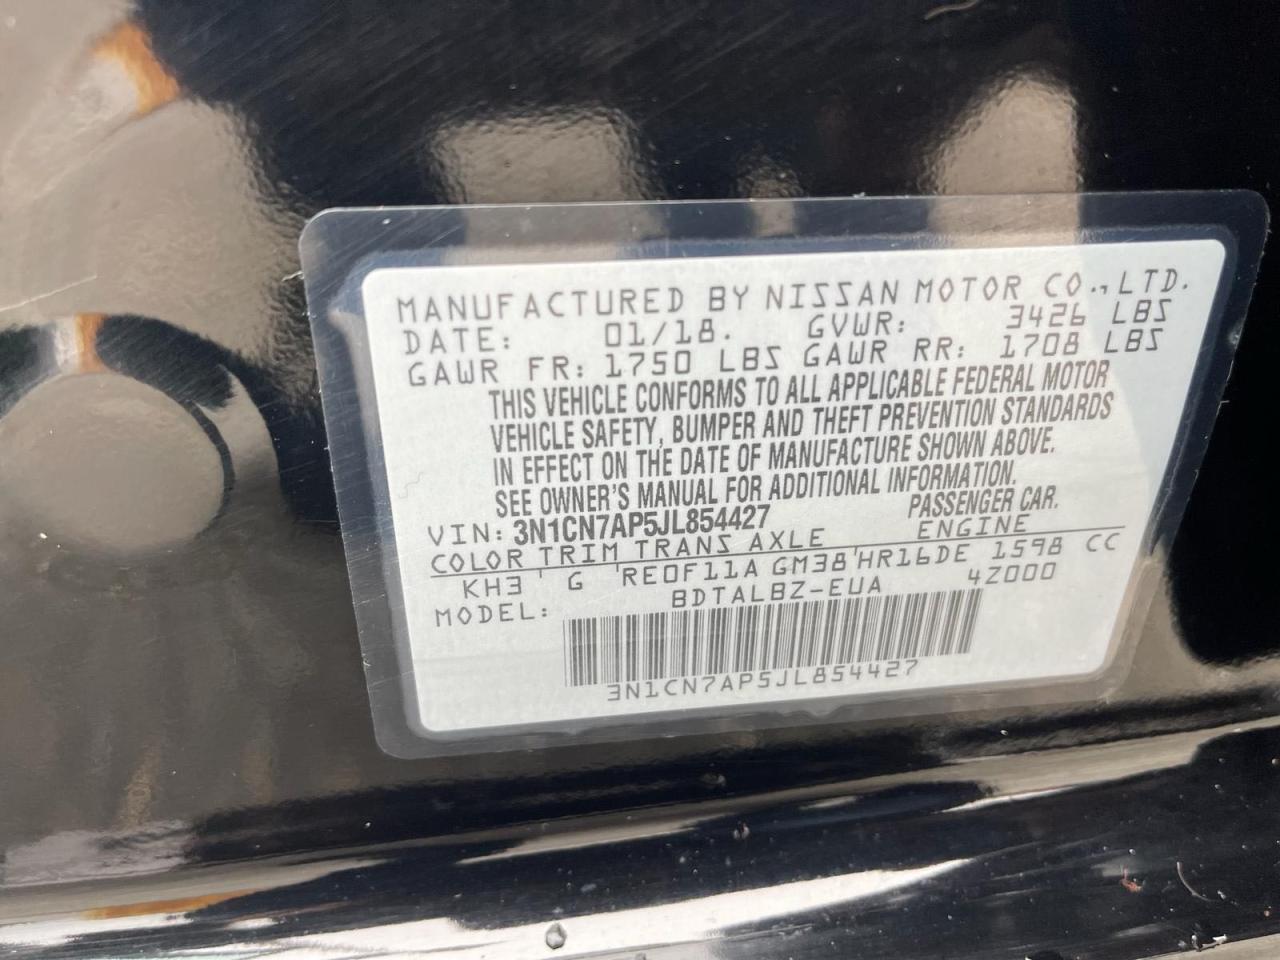 MANUFACTURED BY NISSAN MOTOR CO., LTD.
DATE: 01/18. GVWR: 3426 LBS
GAWR FR: 1750 LBS GAWR RR: 1708 LBS
THIS VEHICLE CONFORMS TO ALL APPLICABLE FEDERAL MOTOR
VEHICLE SAFETY, BUMPER AND THEFT PREVENTION STANDARDS
IN EFFECT ON THE DATE OF MANUFACTURE SHOWN ABOVE.
SEE OWNER'S MANUAL FOR ADDITIONAL INFORMATION.
VIN: 3N1CN7AP5JL854427 PASSENGER CAR.
COLOR TRIM TRANS AXLE ENGINE
KH3 ' G ' RE0F11A GM38 ' HR16DE 1598 CC
MODEL: BDTALBZ-EUA 42000
3N1CN7AP5JL854427